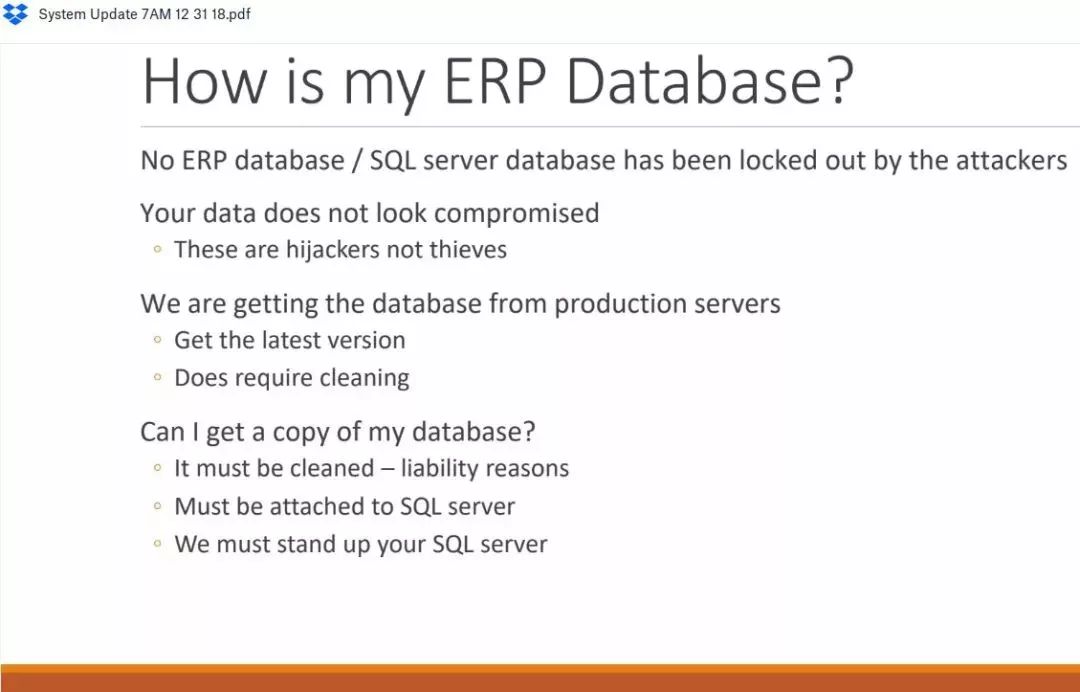 System Update 7AM 12 31 18.pdf
How is my ERP Database?
No ERP database / SQL server database has been locked out by the attackers
Your data does not look compromised
◦ These are hijackers not thieves
We are getting the database from production servers
◦ Get the latest version
◦ Does require cleaning
Can I get a copy of my database?
◦ It must be cleaned – liability reasons
◦ Must be attached to SQL server
◦ We must stand up your SQL server